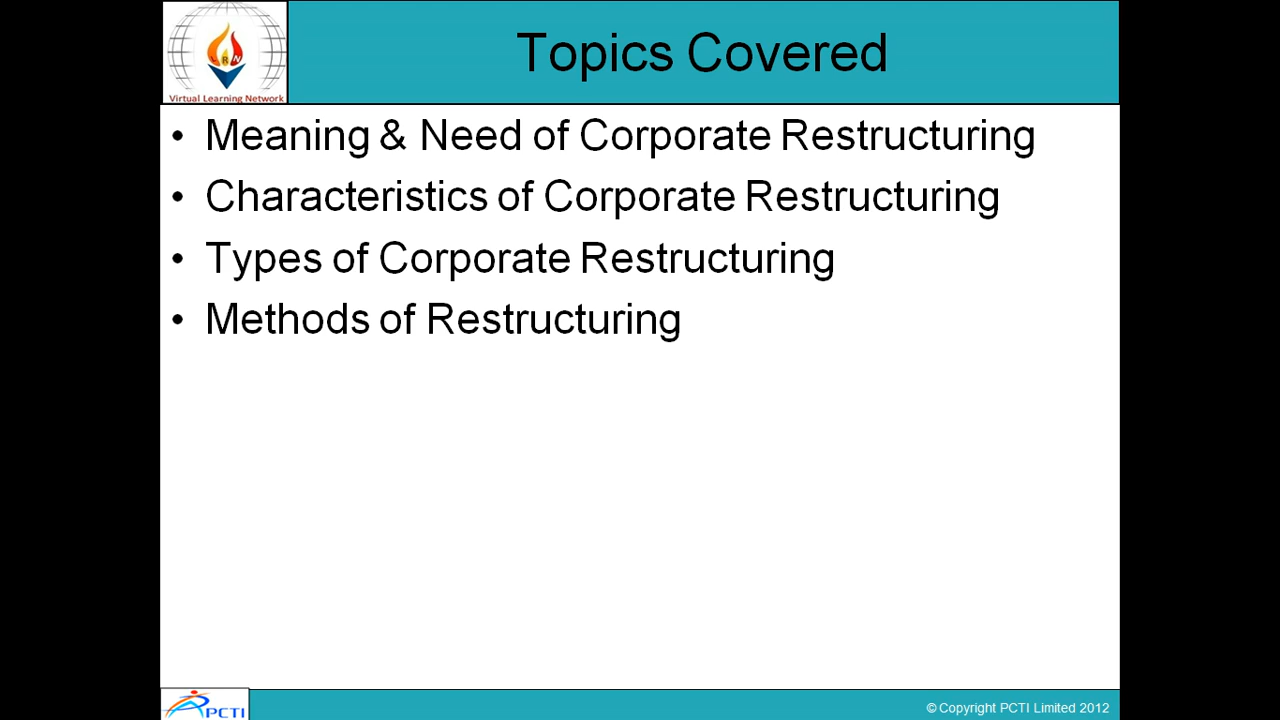 Topics Covered
LRN
Virtual Learning Network
• Meaning & Need of Corporate Restructuring
• Characteristics of Corporate Restructuring
• Types of Corporate Restructuring
• Methods of Restructuring
PCTI
© Copyright PCTI Limited 2012